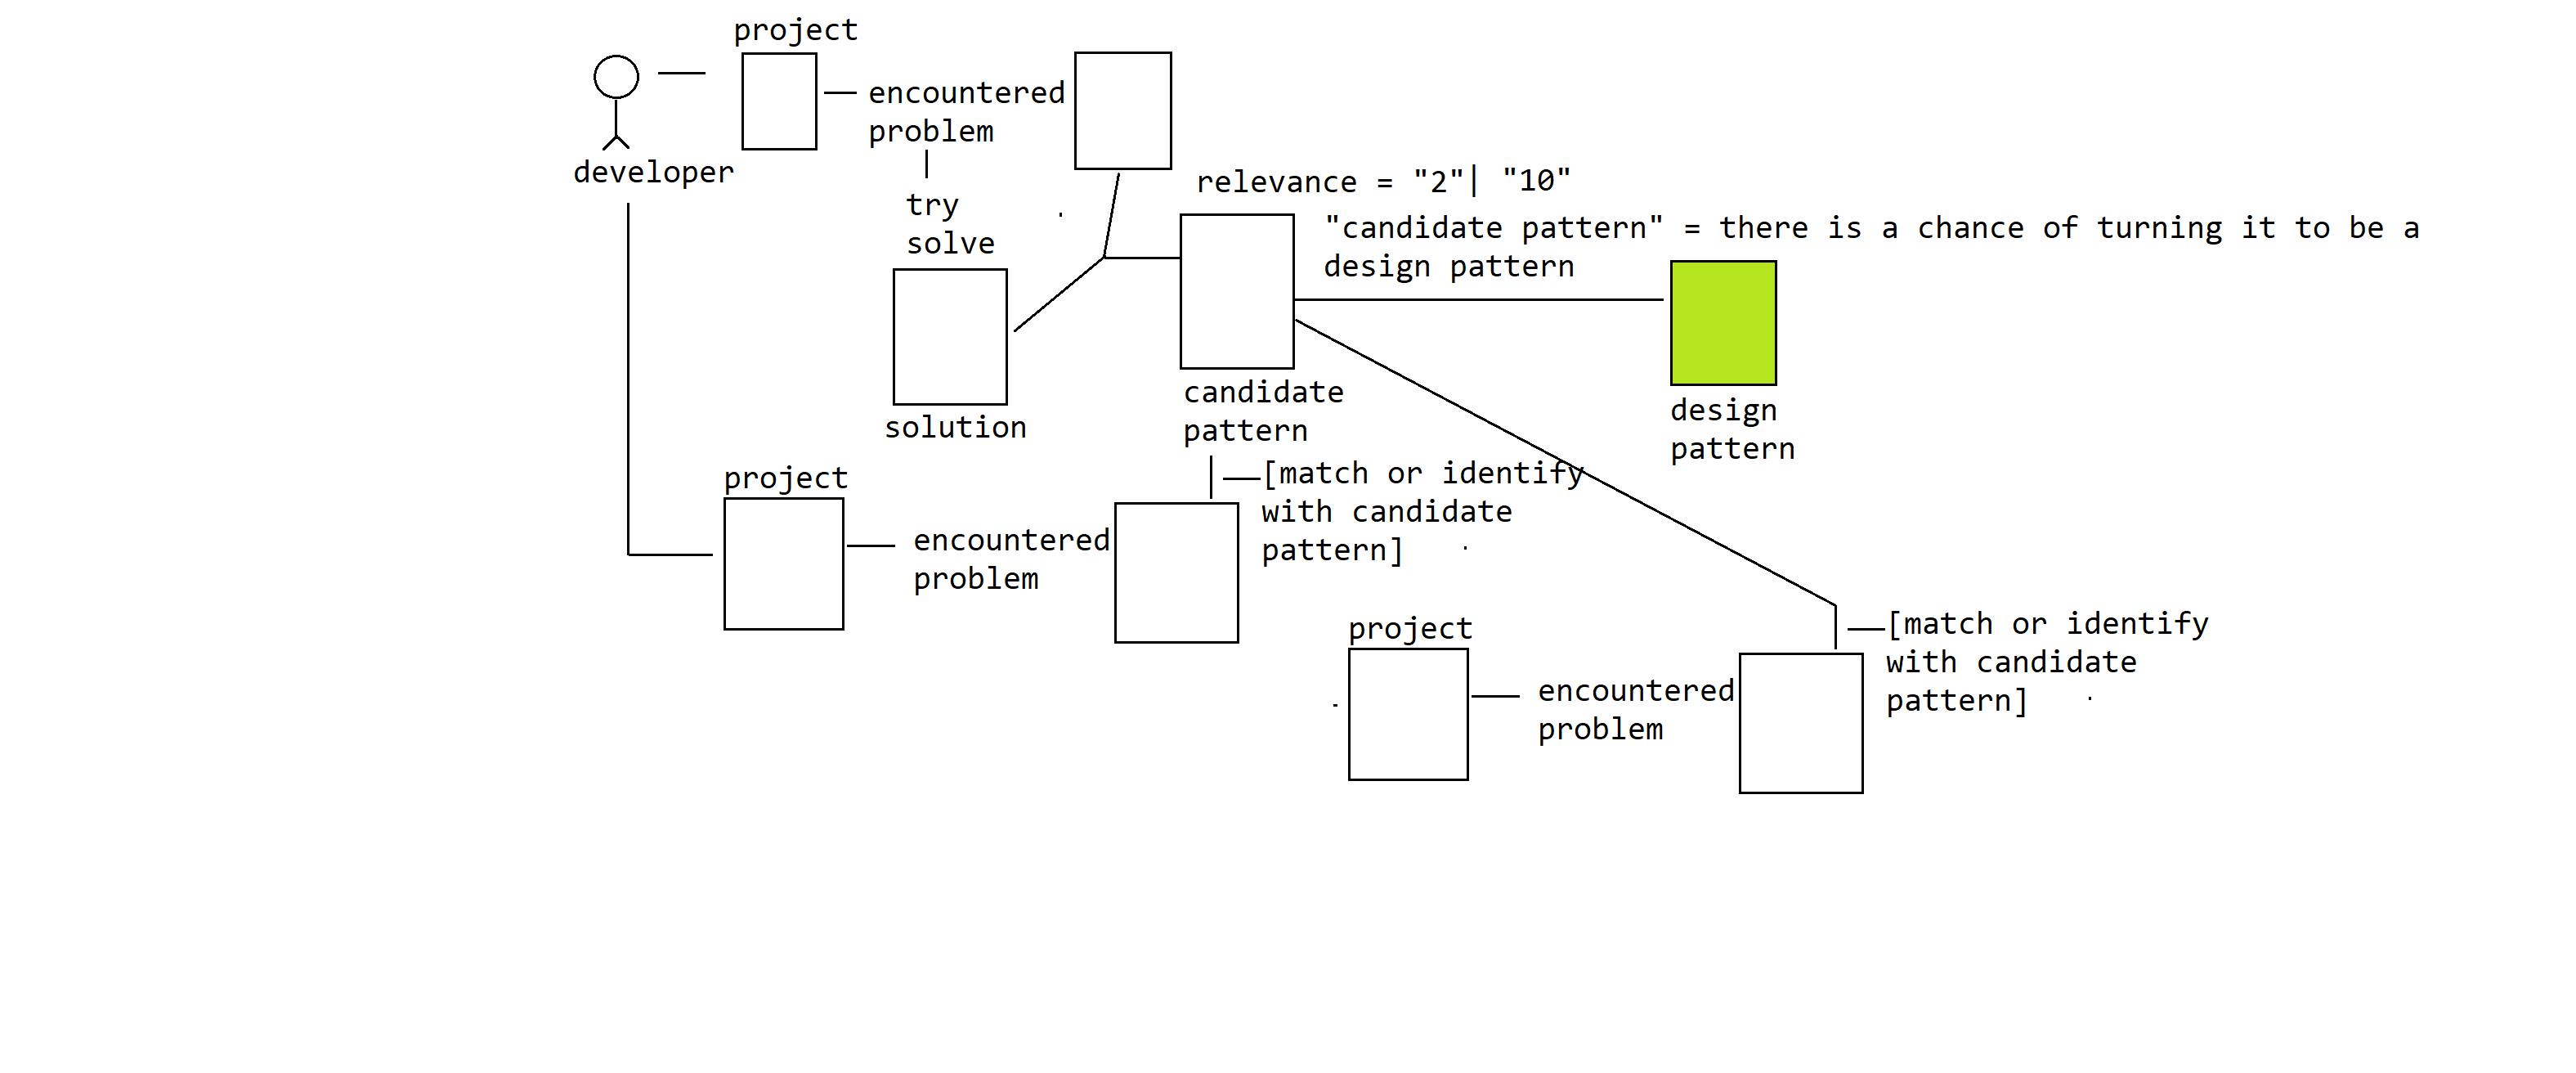 project
encountered
problem
developer
try
solve
relevance = "2"| "10"
"candidate pattern" = there is a chance of turning it to be a
design pattern
solution
candidate
pattern
design
pattern
project
encountered
problem
[match or identify
with candidate
pattern]
project
encountered
problem
[match or identify
with candidate
pattern]